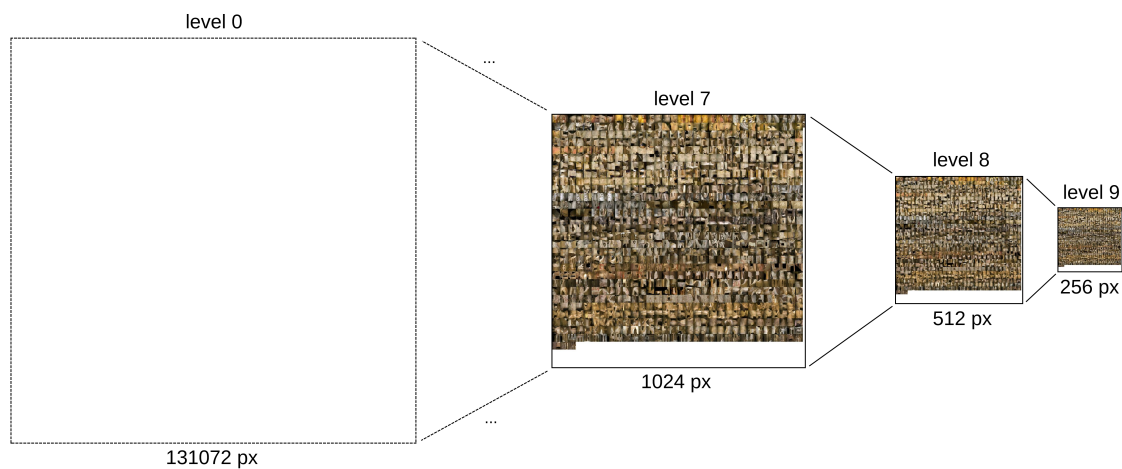 level 0
...
level 7
level 8
level 9
256 px
512 px
1024 px
...
131072 px